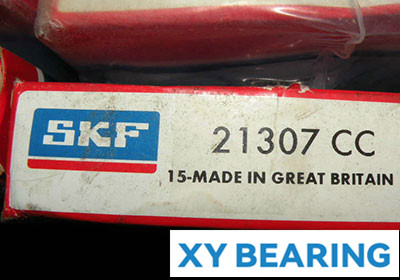 SKF
21307 CC
15-MADE IN GREAT BRITAIN
XY BEARING